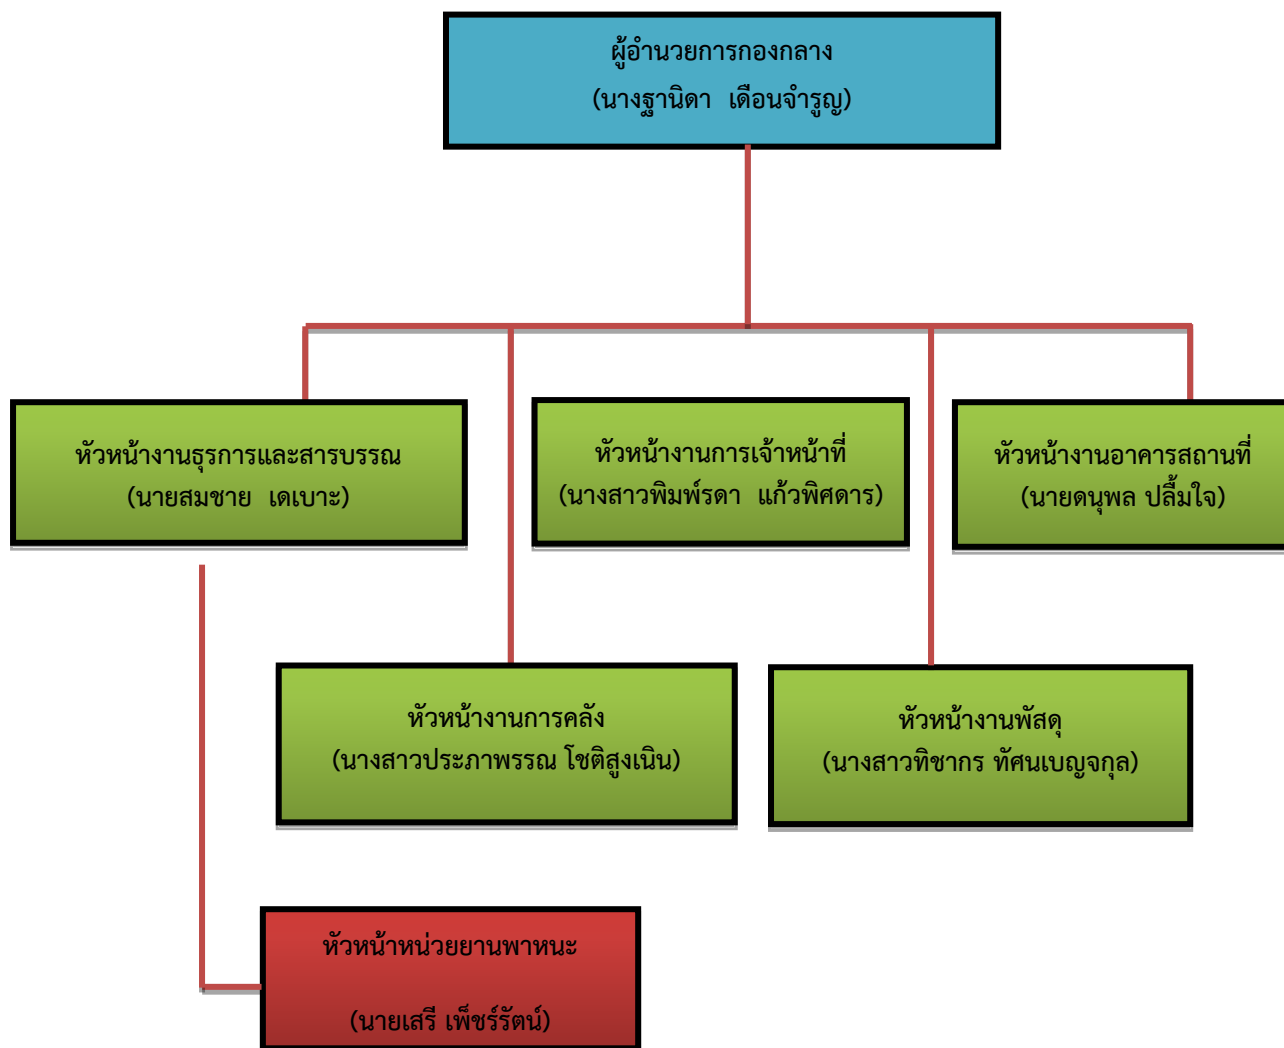 ผู้อำนวยการกองกลาง
(นางฐานิดา  เดือนจำรูญ)
หัวหน้างานธุรการและสารบรรณ
(นายสมชาย  เดเบาะ)
หัวหน้างานการเจ้าหน้าที่
(นางสาวพิมพ์รดา  แก้วพิศดาร)
หัวหน้างานอาคารสถานที่
(นายดนุพล ปลื้มใจ)
หัวหน้างานการคลัง
(นางสาวประภาพรรณ โชติสูงเนิน)
หัวหน้างานพัสดุ
(นางสาวทิชากร ทัศนเบญจกุล)
หัวหน้าหน่วยยานพาหนะ
(นายเสรี เพ็ชร์รัตน์)